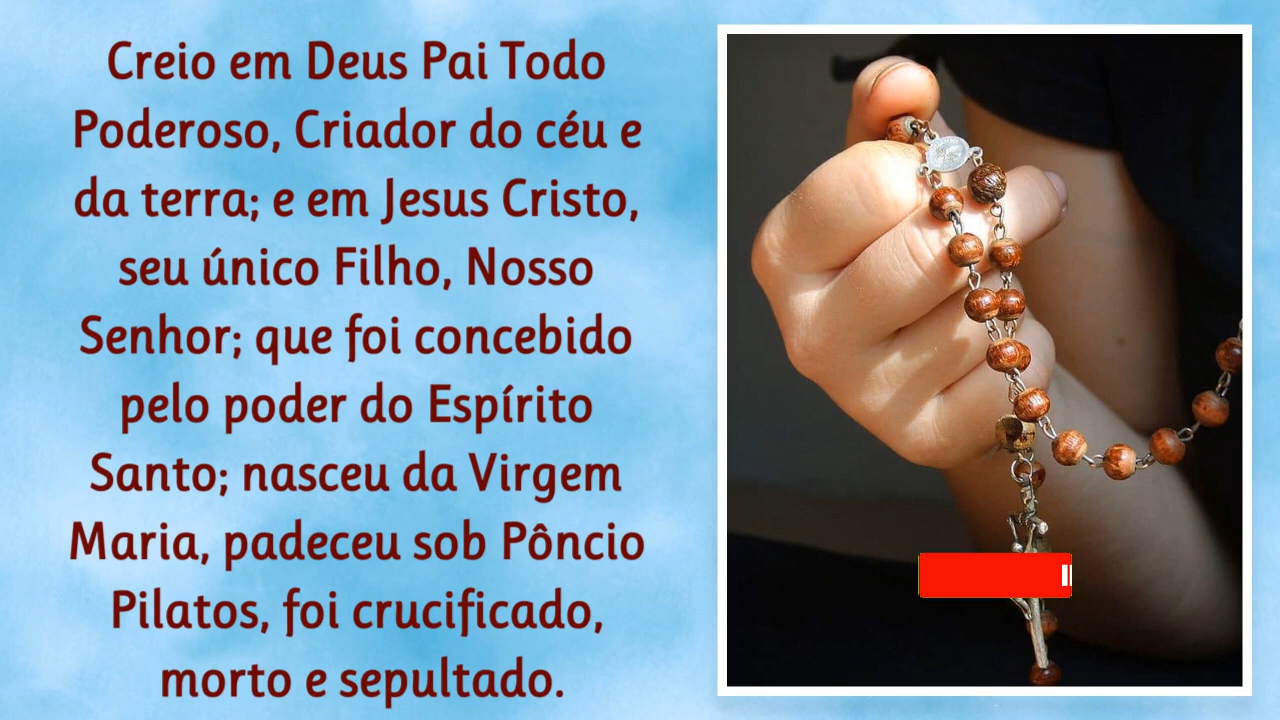 Creio em Deus Pai Todo
Poderoso, Criador do céu e
da terra; e em Jesus Cristo,
seu único Filho, Nosso
Senhor; que foi concebido
pelo poder do Espírito
Santo; nasceu da Virgem
Maria, padeceu sob Pôncio
Pilatos, foi crucificado,
morto e sepultado.